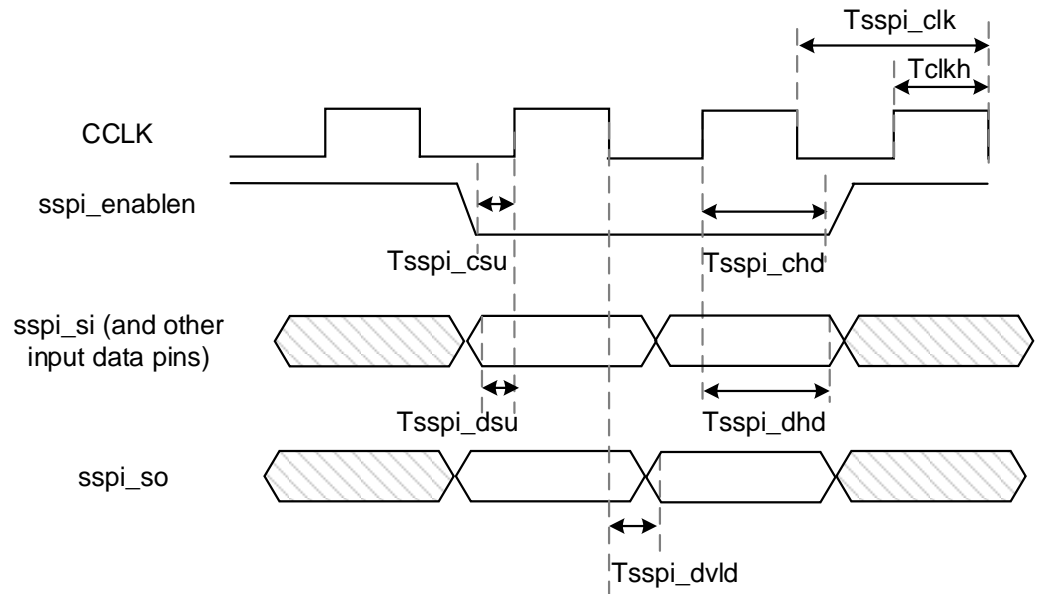 Tsspi_clk
Tclkh
CCLK
sspi_enablen
Tsspi_csu
Tsspi_chd
sspi_si (and other
input data pins)
Tsspi_dsu
Tsspi_dhd
sspi_so
Tsspi_dvld